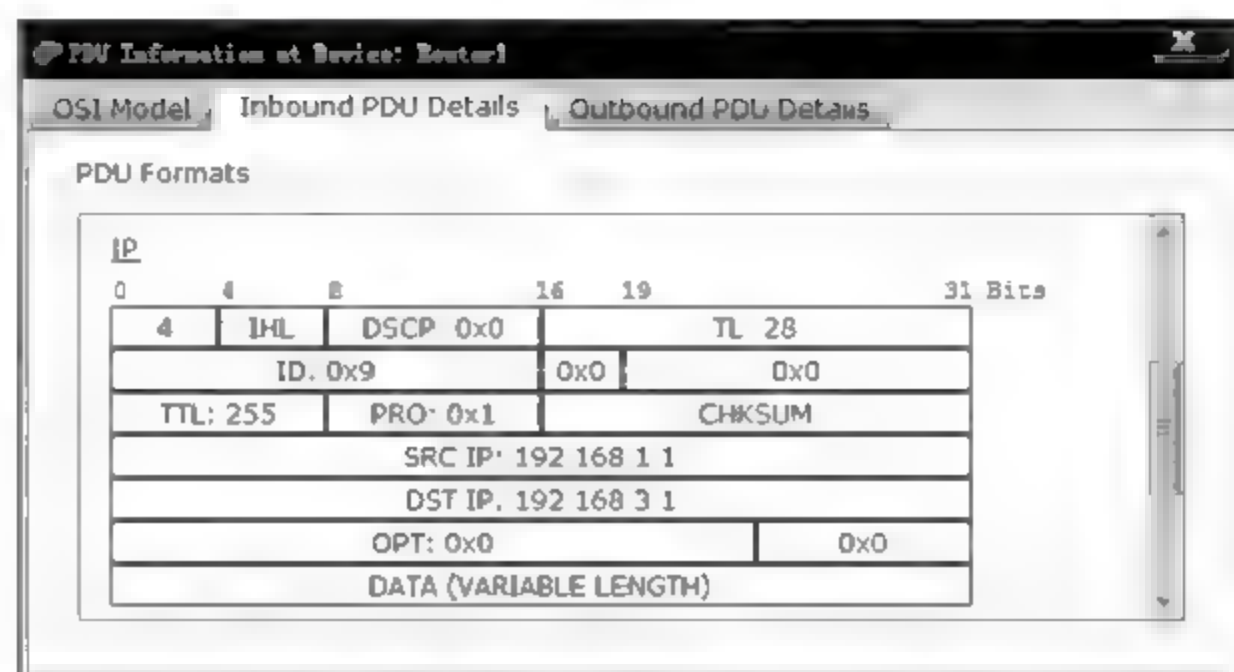 PDU Information at Device: Router1
OSI Model Inbound PDU Details Outbound PDU Details
PDU Formats
IP
0 4 8 16 19 31 Bits
4 IHL DSCP 0x0 TL 28
ID. 0x9 0x0 0x0
TTL: 255 PRO: 0x1 CHKSUM
SRC IP: 192 168 1 1
DST IP. 192 168 3 1
OPT: 0x0 0x0
DATA (VARIABLE LENGTH)